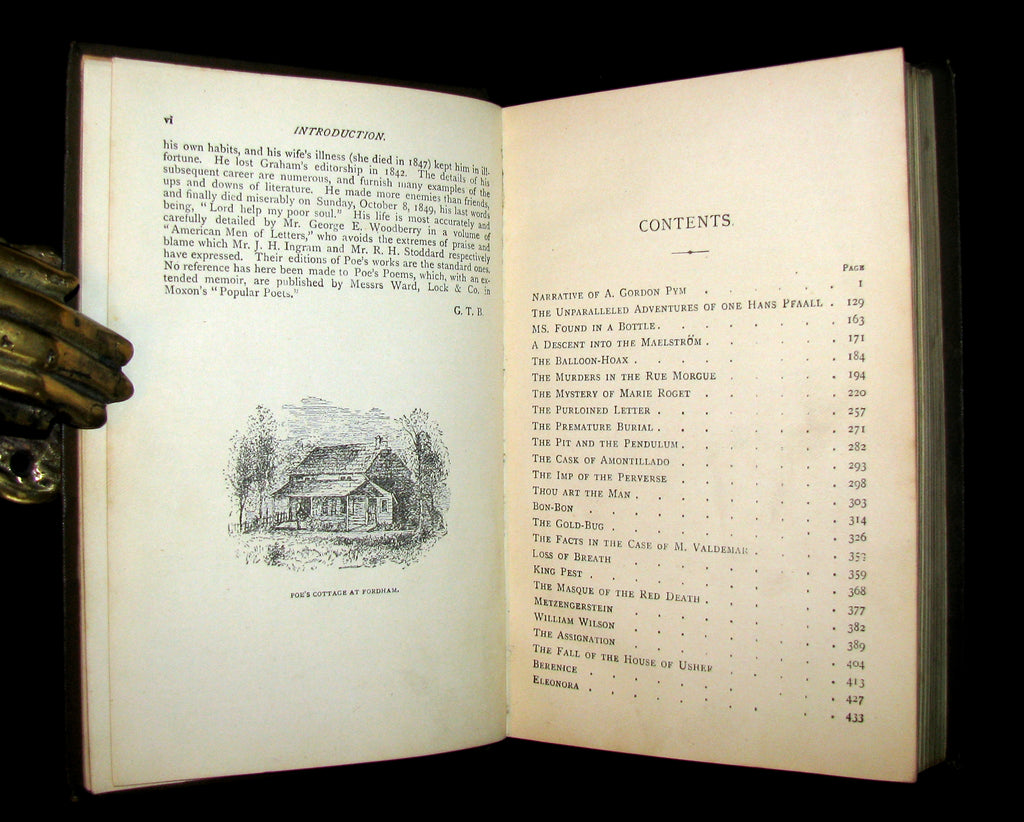 vi
INTRODUCTION.
his own habits, and his wife's illness (she died in 1847) kept him in ill-
fortune. He lost Graham's editorship in 1842. The details of his
subsequent career are numerous, and furnish many examples of the
ups and downs of literature. He made more enemies than friends,
and finally died miserably on Sunday, October 8, 1849, his last words
being, "Lord help my poor soul." His life is most accurately and
carefully detailed by Mr. George E. Woodberry in a volume of
"American Men of Letters," who avoids the extremes of praise and
blame which Mr. J. H. Ingram and Mr. R. H. Stoddard respectively
have expressed. Their editions of Poe's works are the standard ones.
No reference has here been made to Poe's Poems, which, with an ex-
tended memoir, are published by Messrs Ward, Lock & Co. in
Moxon's "Popular Poets."
G. T. B.
POE'S COTTAGE AT FORDHAM.
CONTENTS.
PAGE
NARRATIVE OF A. GORDON PYM . . . . . 1
THE UNPARALLELED ADVENTURES OF ONE HANS PFAALL . . 129
MS. FOUND IN A BOTTLE . . . . . . 163
A DESCENT INTO THE MAELSTRÖM . . . . . 171
THE BALLOON-HOAX . . . . . . 184
THE MURDERS IN THE RUE MORGUE . . . . 194
THE MYSTERY OF MARIE ROGET . . . . . 220
THE PURLOINED LETTER . . . . . . 257
THE PREMATURE BURIAL . . . . . . 271
THE PIT AND THE PENDULUM . . . . . 282
THE CASK OF AMONTILLADO . . . . . 293
THE IMP OF THE PERVERSE . . . . . 298
THOU ART THE MAN . . . . . . 303
BON-BON . . . . . . . 314
THE GOLD-BUG . . . . . . . 326
THE FACTS IN THE CASE OF M. VALDEMAR . . .
LOSS OF BREATH . . . . . . 359
KING PEST . . . . . . . 368
THE MASQUE OF THE RED DEATH . . . . . 377
METZENGERSTEIN . . . . . . 382
WILLIAM WILSON . . . . . . 389
THE ASSIGNATION . . . . . . 404
THE FALL OF THE HOUSE OF USHER . . . . 413
BERENICE . . . . . . . 427
ELEONORA . . . . . . . 433